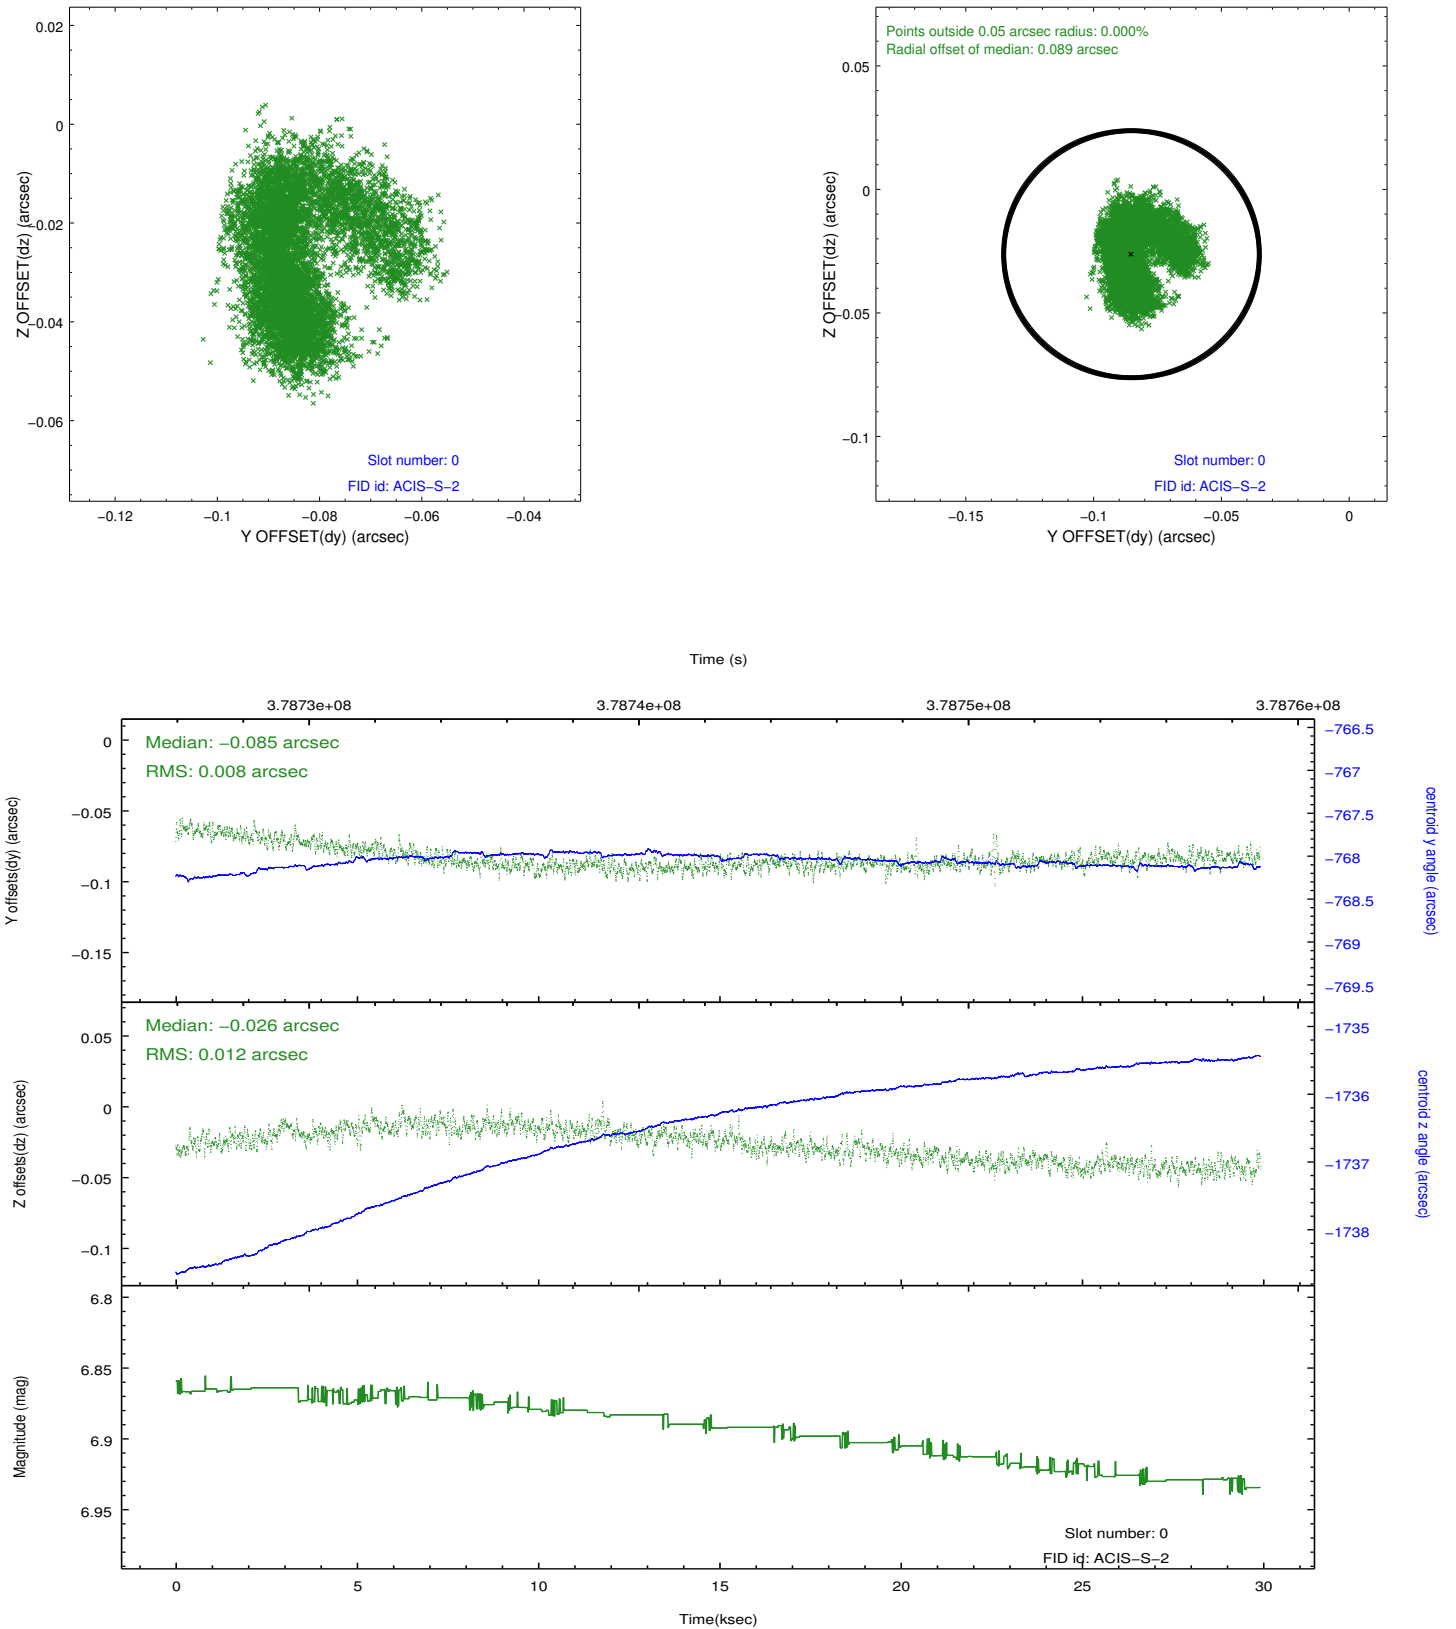 0.02
0
−0.02
−0.04
−0.06
Z OFFSET(dz) (arcsec)
Slot number: 0
FID id: ACIS−S−2
−0.12
−0.1
−0.08
−0.06
−0.04
Y OFFSET(dy) (arcsec)
Points outside 0.05 arcsec radius: 0.000%
Radial offset of median: 0.089 arcsec
0.05
0
−0.05
−0.1
Z OFFSET(dz) (arcsec)
Slot number: 0
FID id: ACIS−S−2
−0.15
−0.1
−0.05
0
Y OFFSET(dy) (arcsec)
Time (s)
3.7873e+08
3.7874e+08
3.7875e+08
3.7876e+08
Median: −0.085 arcsec
RMS: 0.008 arcsec
0
−0.05
−0.1
−0.15
Y offsets(dy) (arcsec)
−766.5
−767
−767.5
−768
−768.5
−769
−769.5
centroid y angle (arcsec)
Median: −0.026 arcsec
RMS: 0.012 arcsec
0.05
0
−0.05
−0.1
Z offsets(dz) (arcsec)
−1735
−1736
−1737
−1738
centroid z angle (arcsec)
6.8
6.85
6.9
6.95
Magnitude (mag)
Slot number: 0
FID id: ACIS−S−2
0
5
10
15
20
25
30
Time(ksec)